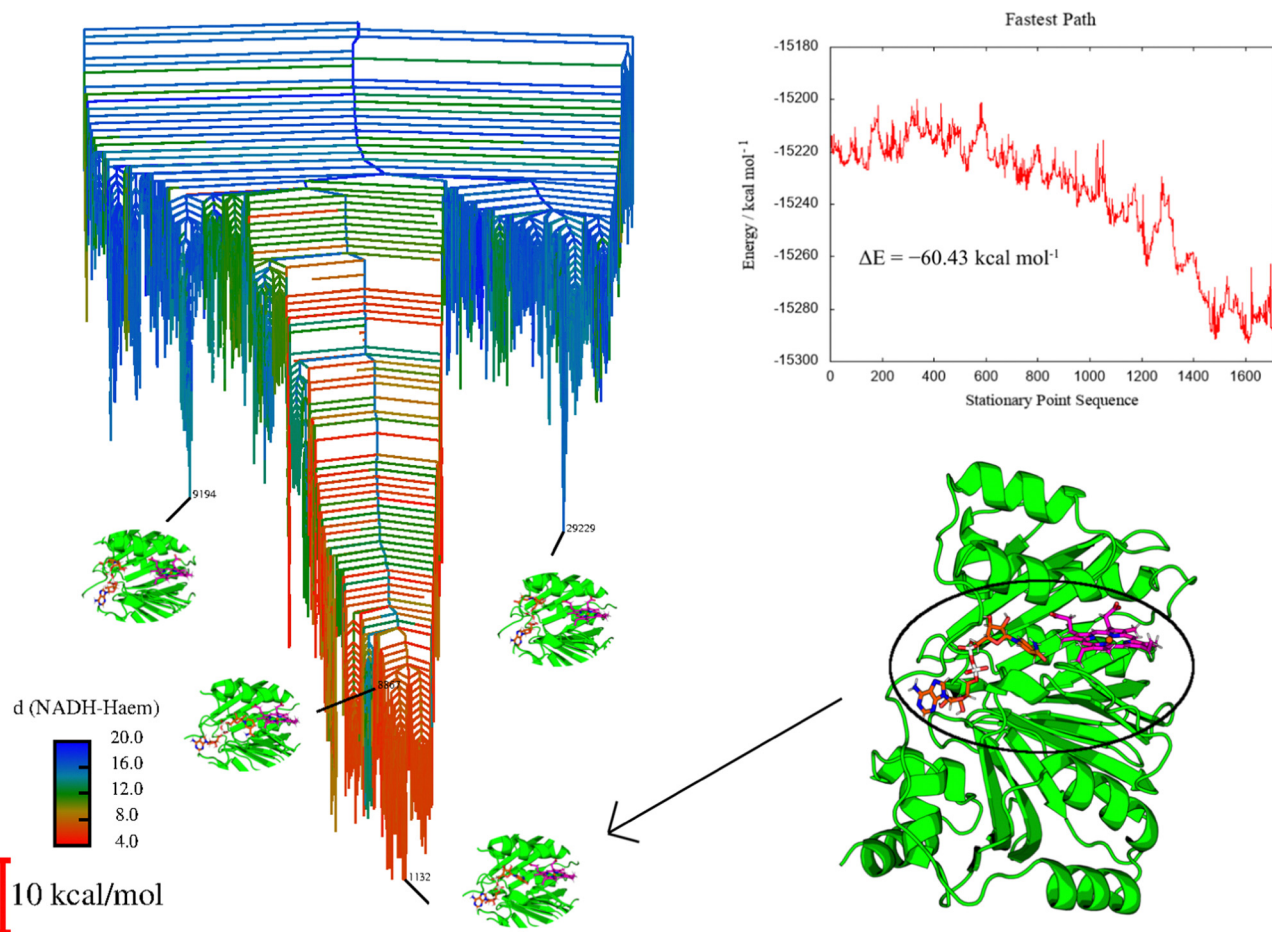 Fastest Path
-15180
-15200
-15220
-15240
-15260
-15280
-15300
Energy / kcal mol-1
ΔE = −60.43 kcal mol-1
0 200 400 600 800 1000 1200 1400 1600
Stationary Point Sequence
9194
29229
d (NADH-Haem)
20.0
16.0
12.0
8.0
4.0
1132
10 kcal/mol